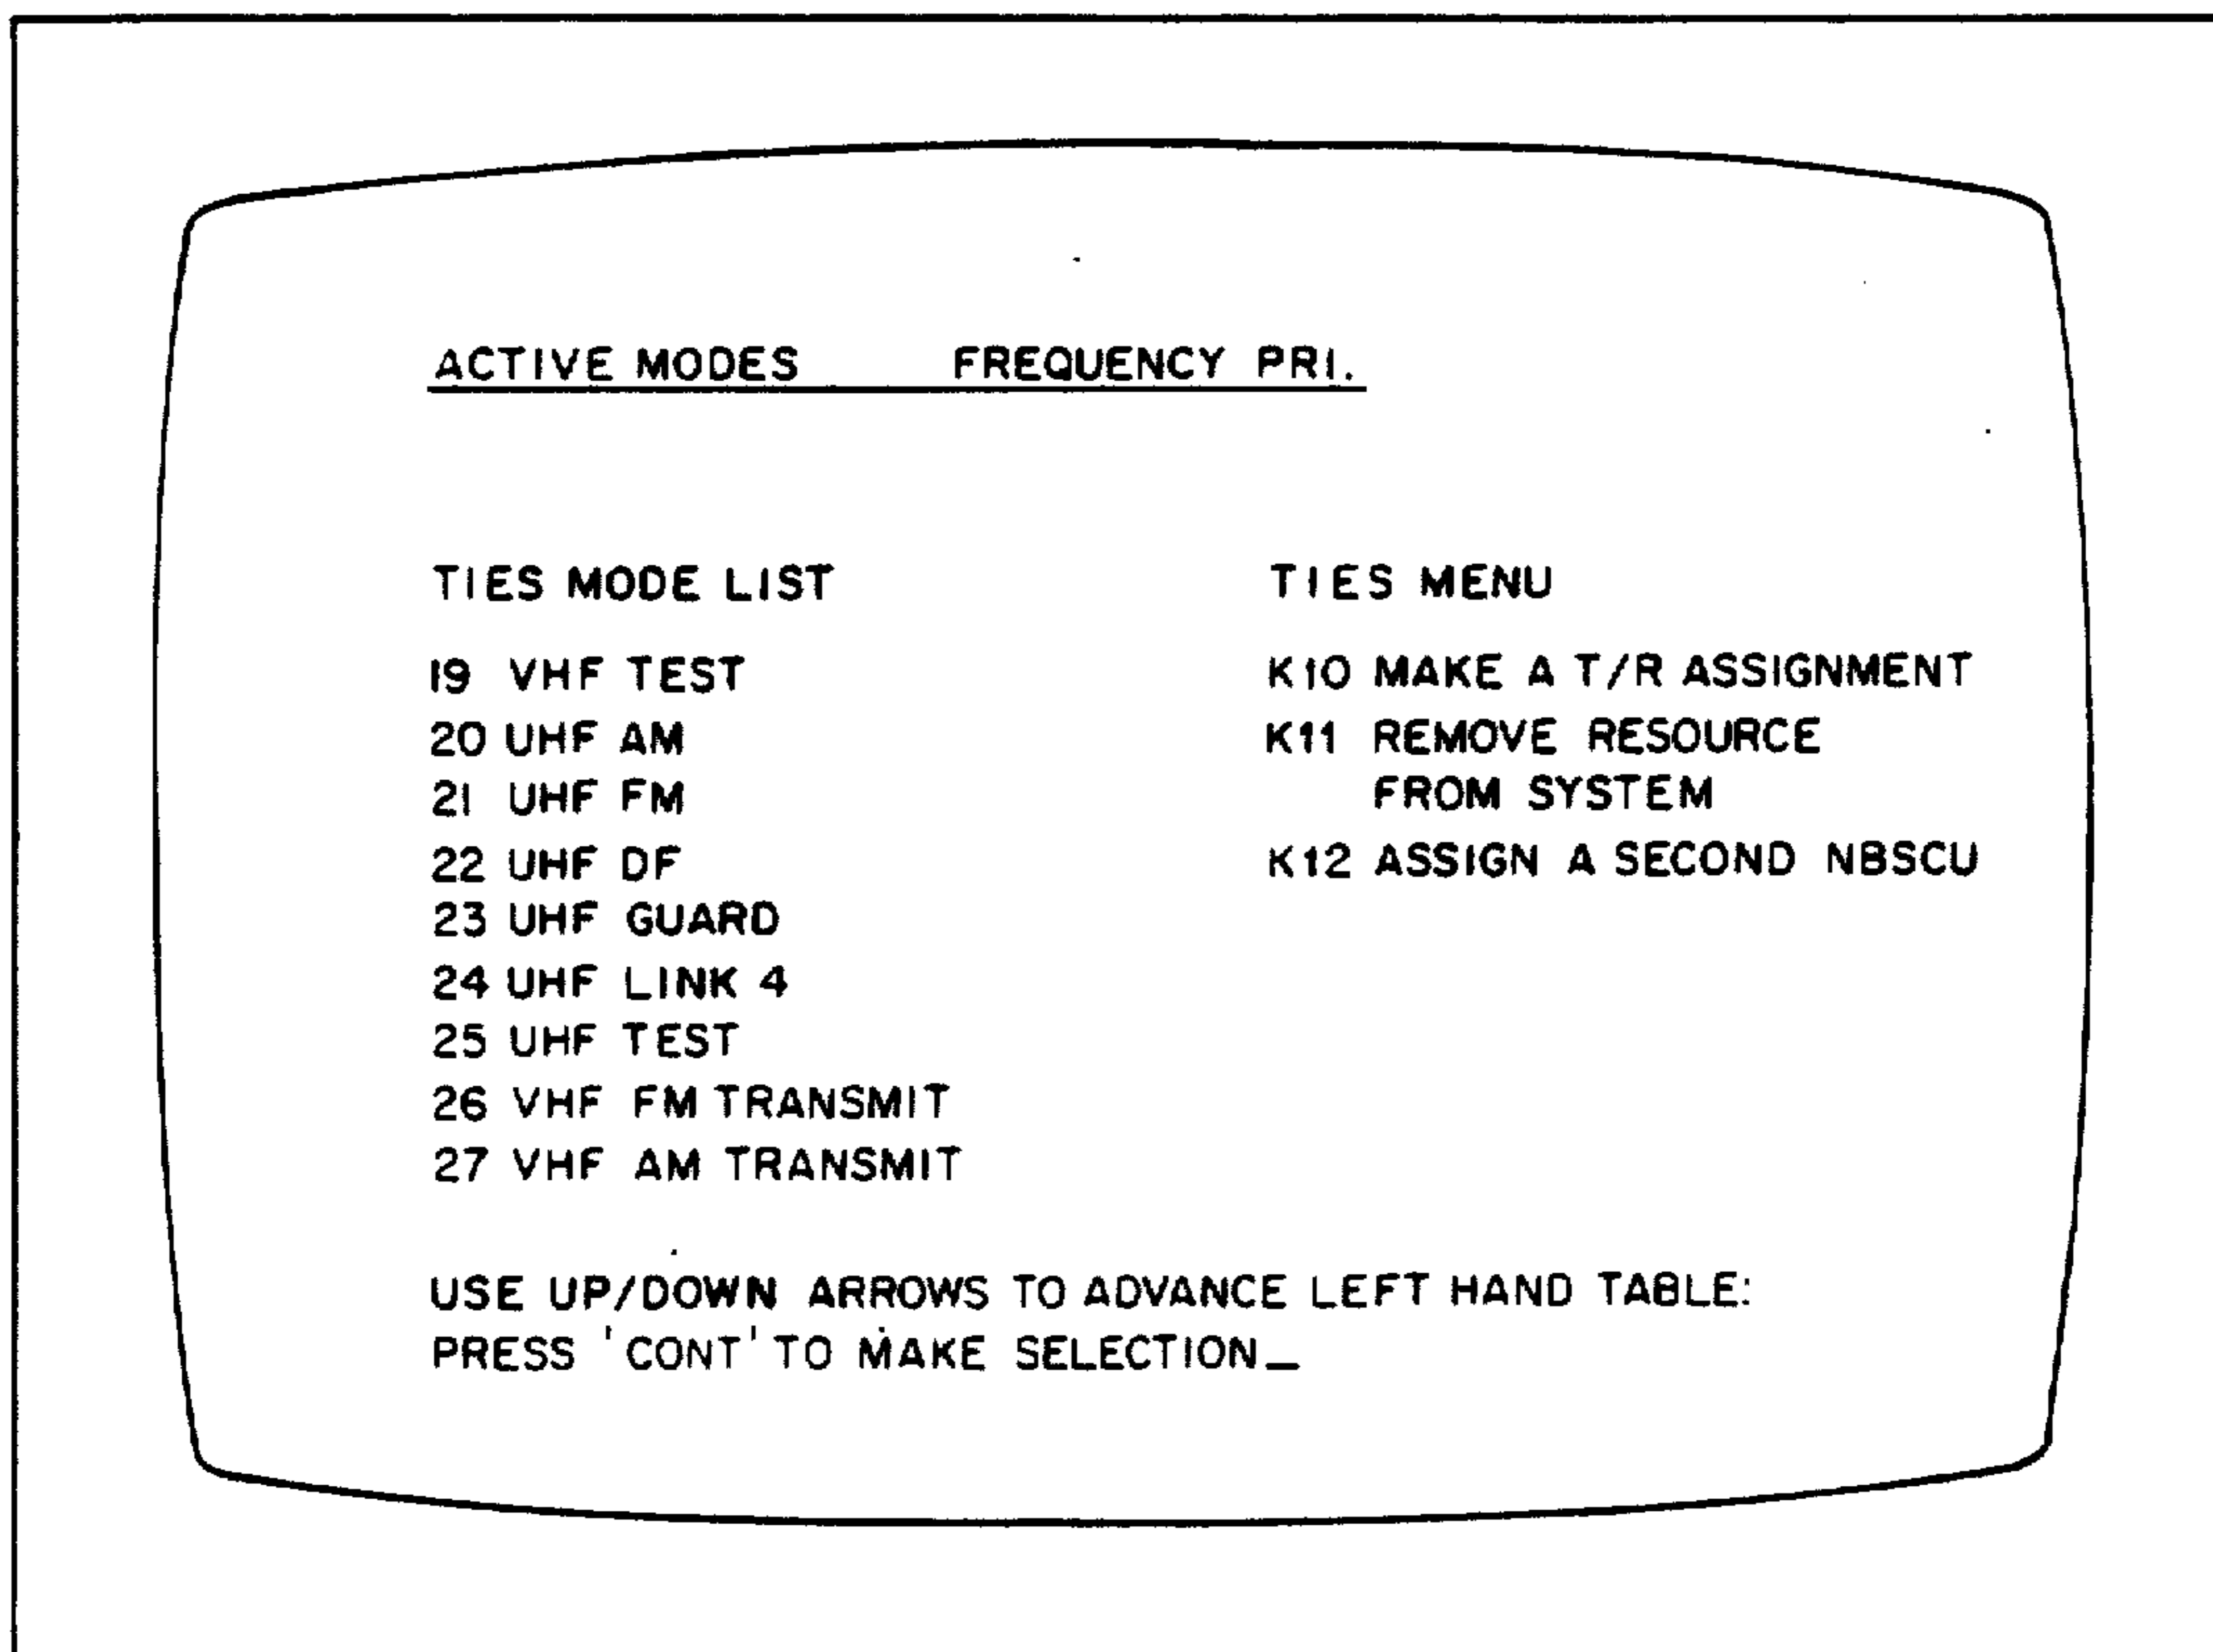 ACTIVE MODES FREQUENCY PRI.
TIES MODE LIST
19 VHF TEST
20 UHF AM
21 UHF FM
22 UHF DF
23 UHF GUARD
24 UHF LINK 4
25 UHF TEST
26 VHF FM TRANSMIT
27 VHF AM TRANSMIT
TIES MENU
K10 MAKE A T/R ASSIGNMENT
K11 REMOVE RESOURCE
FROM SYSTEM
K12 ASSIGN A SECOND NBSCU
USE UP/DOWN ARROWS TO ADVANCE LEFT HAND TABLE:
PRESS 'CONT' TO MAKE SELECTION_